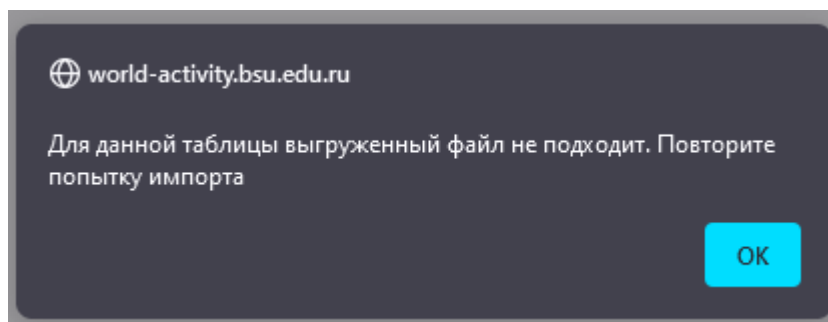 world-activity.bsu.edu.ru
Для данной таблицы выгруженный файл не подходит. Повторите
попытку импорта
OK